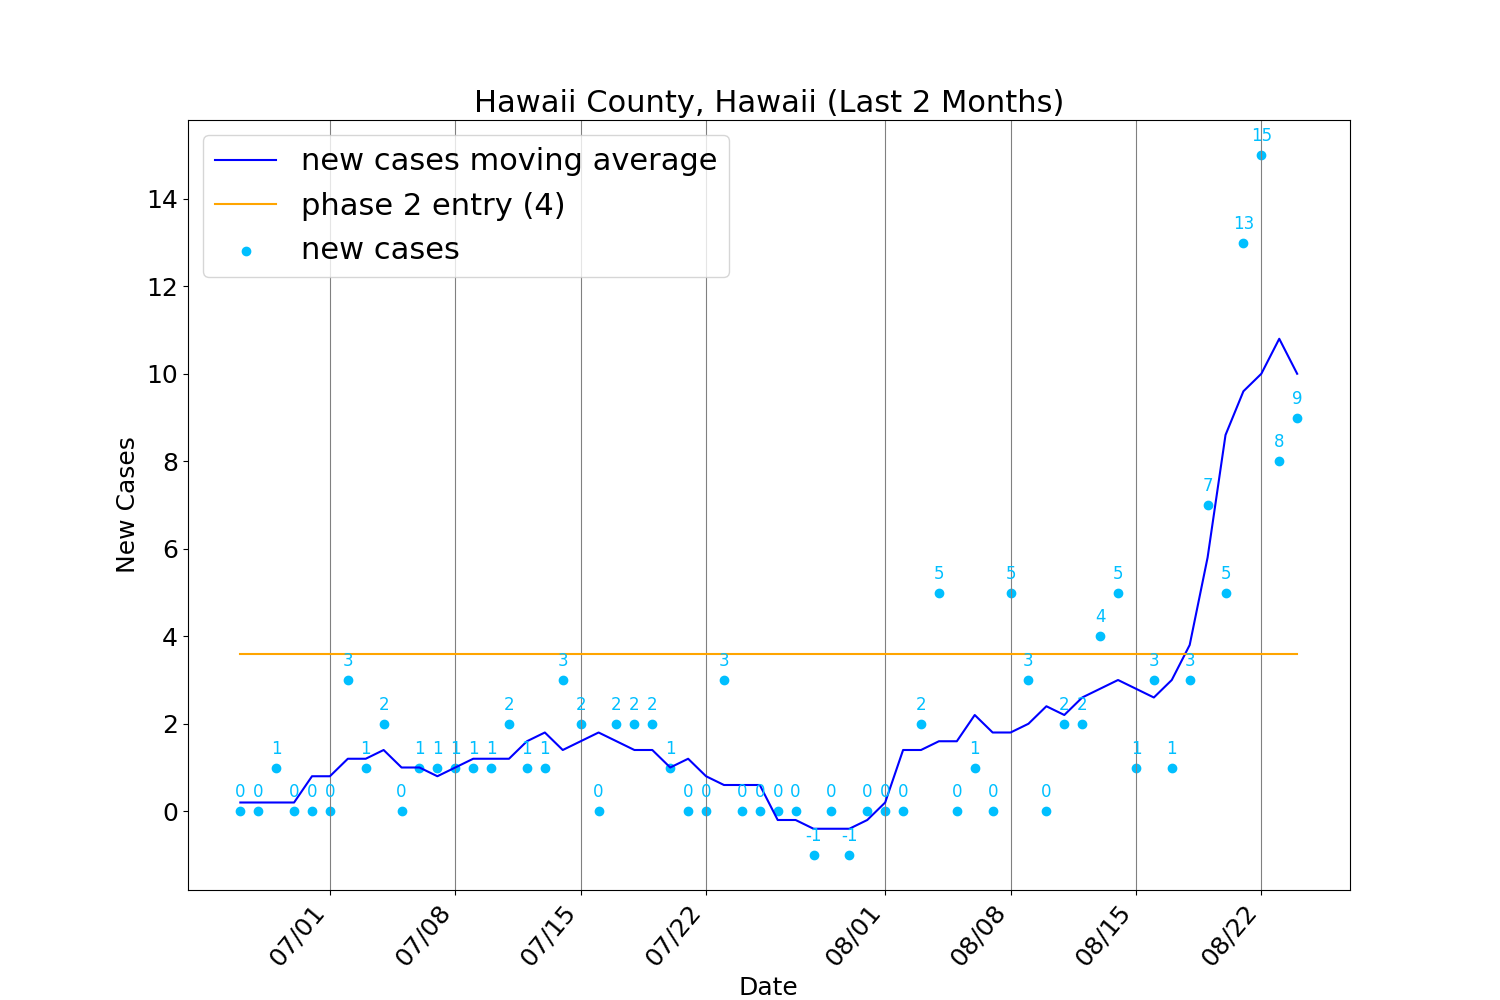 Hawaii County, Hawaii (Last 2 Months)
new cases moving average
phase 2 entry (4)
new cases
New Cases
14
12
10
8
6
4
2
0
0 0 1 0 0 0 3 1 2 0 1 1 1 1 1 2 1 1 3 2 0 2 2 2 1 0 0 3 0 0 0 0 -1 0 -1 0 0 0 2 5 0 1 0 5 3 0 2 2 4 5 1 3 1 3 7 5 13 15 8 9
07/01 07/08 07/15 07/22 08/01 08/08 08/15 08/22
Date